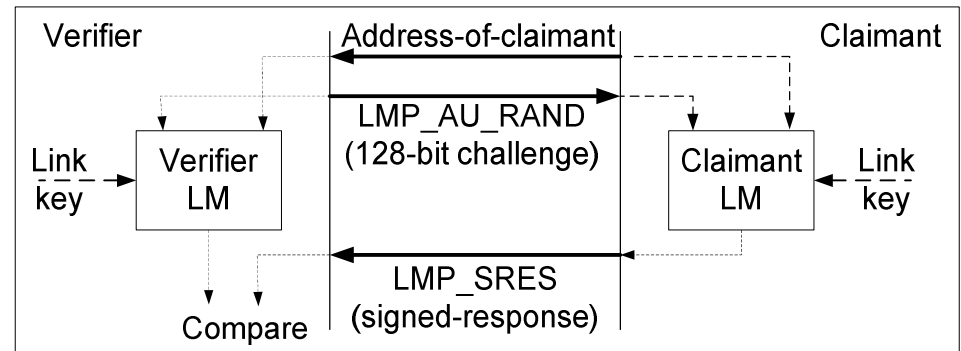 Verifier
Address-of-claimant
Claimant
LMP_AU_RAND
(128-bit challenge)
Link
key
Verifier
LM
Claimant
LM
Link
key
LMP_SRES
(signed-response)
Compare